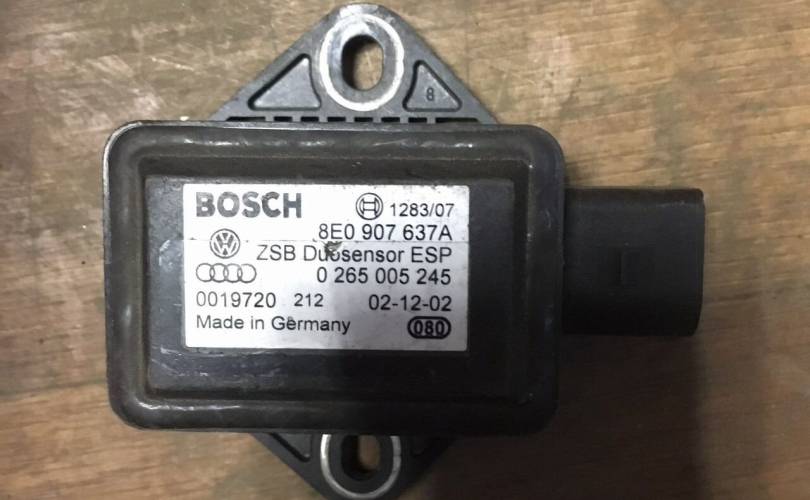 8
BOSCH 1283/07
8E0 907 637A
ZSB Duosensor ESP
0 265 005 245
0019720 212 02-12-02
Made in Germany 080